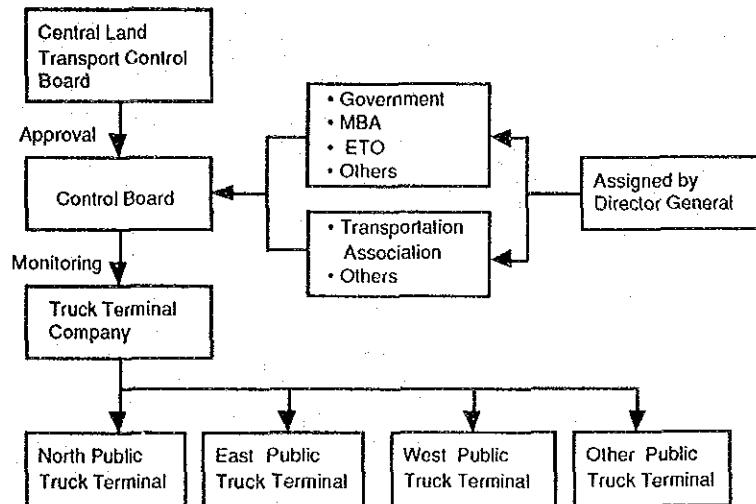 Central Land
Transport Control
Board
Approval
• Government
• MBA
• ETO
• Others
Control Board
Assigned by
Director General
• Transportation
Association
• Others
Monitoring
Truck Terminal
Company
North Public
Truck Terminal
East Public
Truck Terminal
West Public
Truck Terminal
Other Public
Truck Terminal